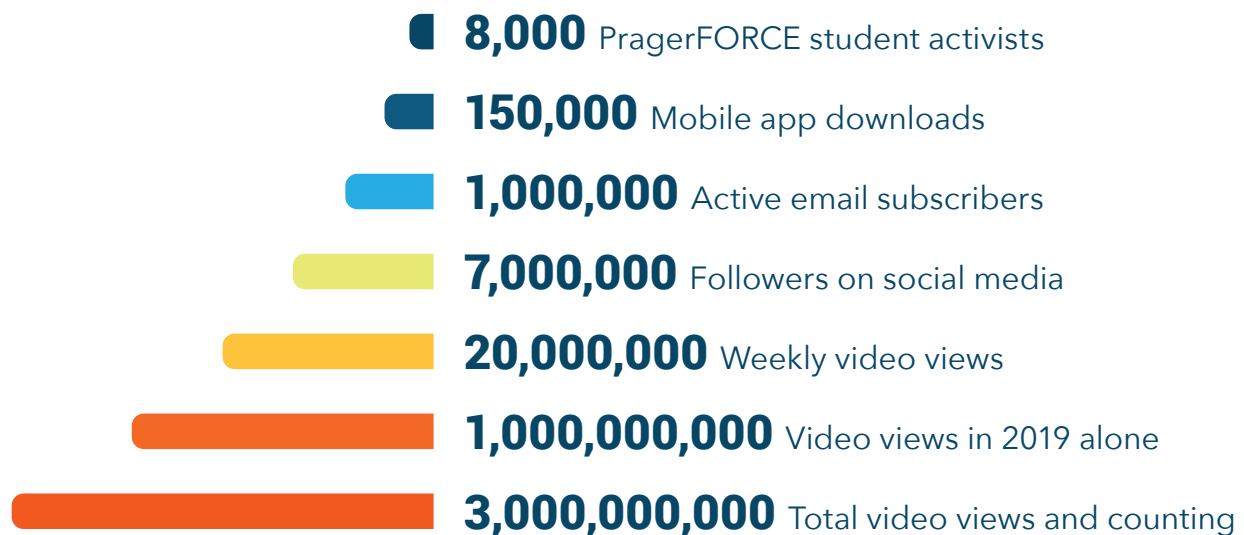 8,000 PragerFORCE student activists
150,000 Mobile app downloads
1,000,000 Active email subscribers
7,000,000 Followers on social media
20,000,000 Weekly video views
1,000,000,000 Video views in 2019 alone
3,000,000,000 Total video views and counting